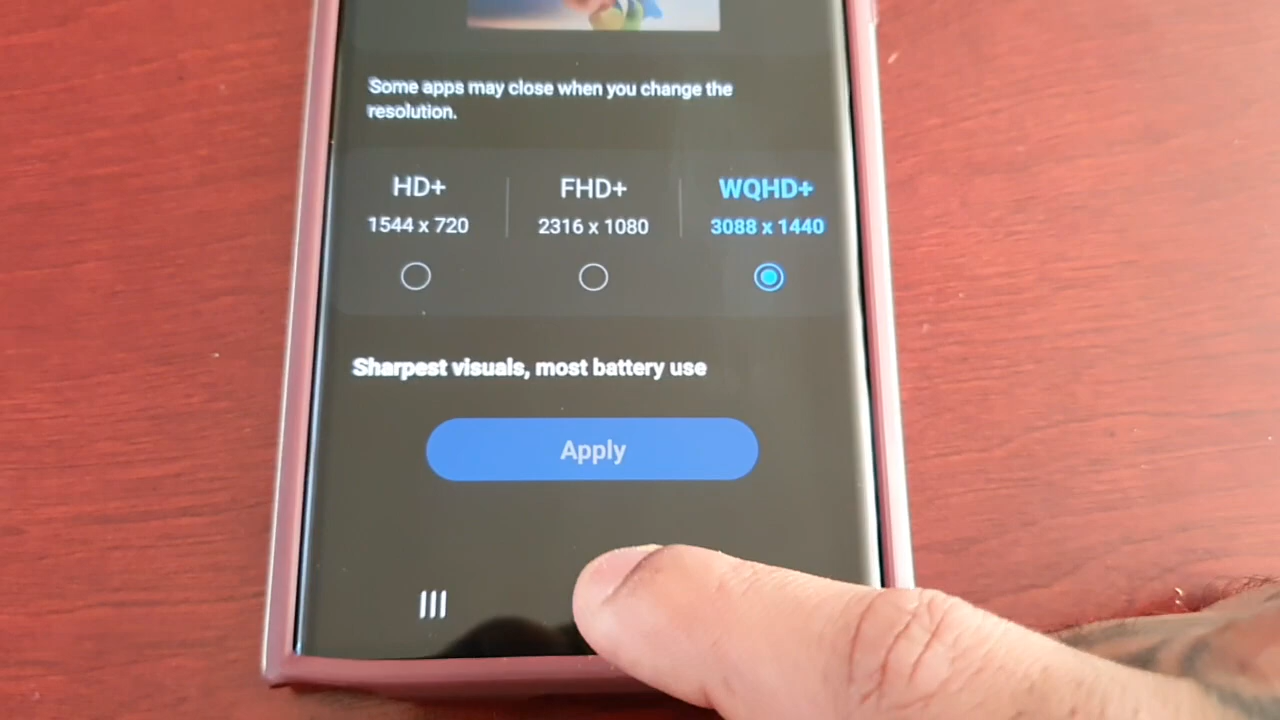 Some apps may close when you change the
resolution.
HD+ FHD+ WQHD+
1544 x 720 2316 x 1080 3088 x 1440
Sharpest visuals, most battery use
Apply